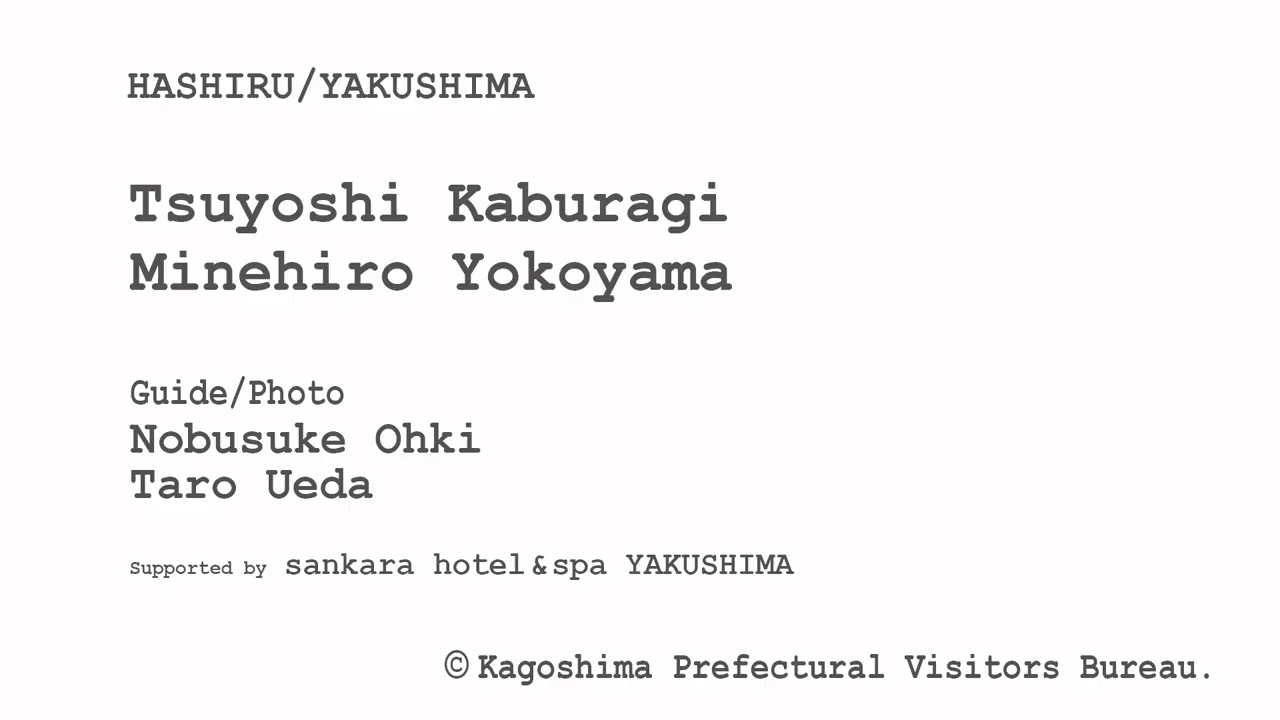 HASHIRU/YAKUSHIMA
Tsuyoshi Kaburagi
Minehiro Yokoyama
Guide/Photo
Nobusuke Ohki
Taro Ueda
Supported by sankara hotel&spa YAKUSHIMA
©Kagoshima Prefectural Visitors Bureau.